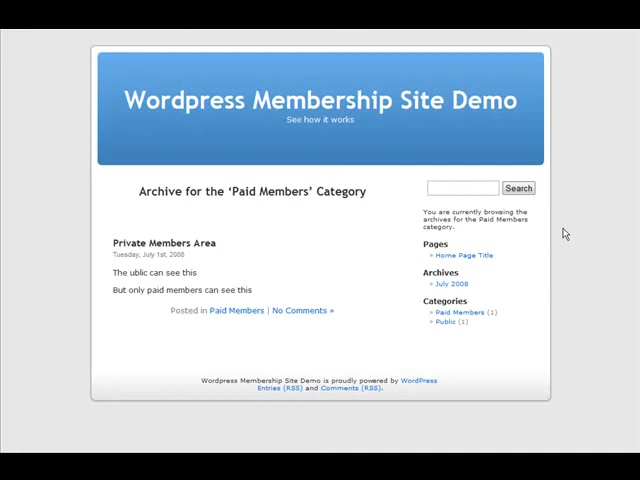 Wordpress Membership Site Demo
See how it works
Archive for the ‘Paid Members’ Category
Search
You are currently browsing the
archives for the Paid Members
category.
Pages
» Home Page Title
Archives
» July 2008
Categories
» Paid Members (1)
» Public (1)
Private Members Area
Tuesday, July 1st, 2008
The ublic can see this
But only paid members can see this
Posted in Paid Members | No Comments »
Wordpress Membership Site Demo is proudly powered by WordPress
Entries (RSS) and Comments (RSS).